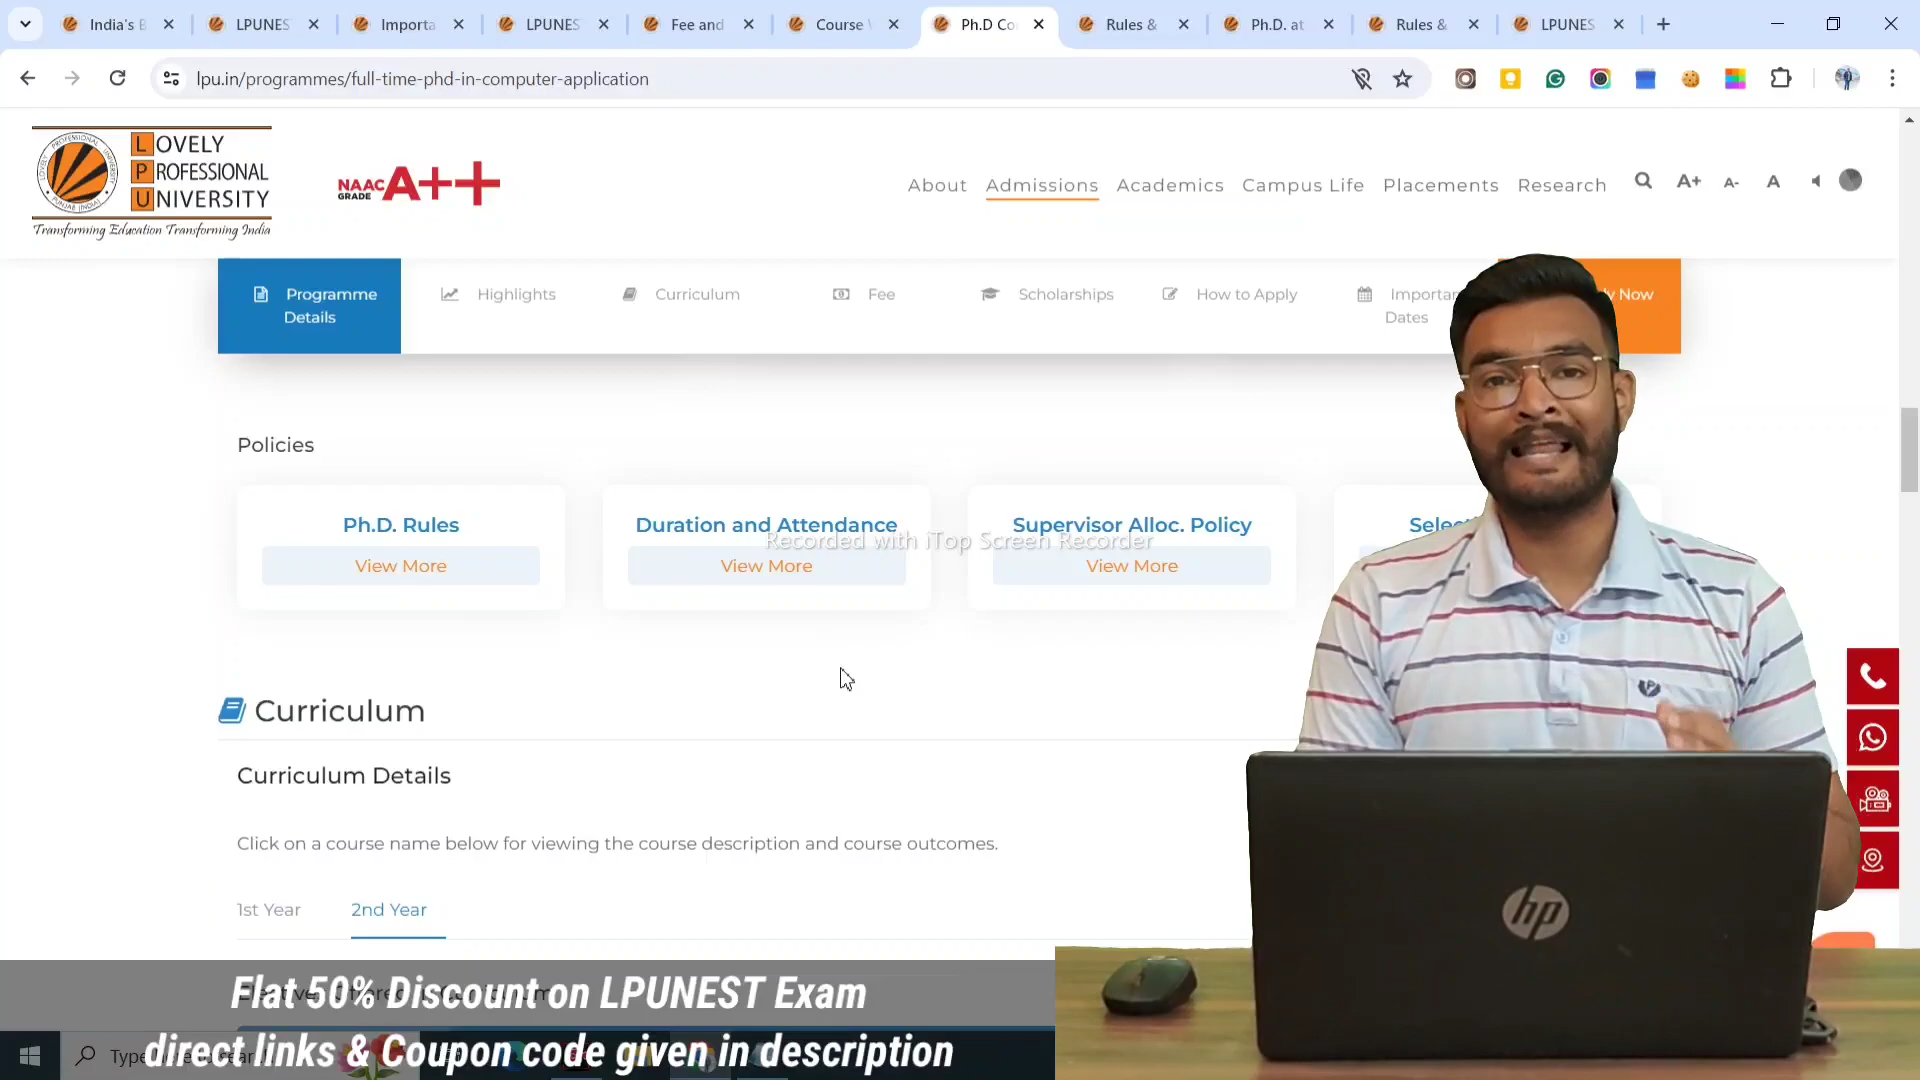 India's B
LPUNES
Importa
LPUNES
Fee and
Course
Ph.D Co
Rules &
Ph.D. at
Rules &
LPUNES
lpu.in/programmes/full-time-phd-in-computer-application
LOVELY
PROFESSIONAL
UNIVERSITY
Transforming Education Transforming India
NAAC
GRADE
A++
About
Admissions
Academics
Campus Life
Placements
Research
A+
A-
A
Programme
Details
Highlights
Curriculum
Fee
Scholarships
How to Apply
Importan
Dates
Now
Policies
Ph.D. Rules
View More
Duration and Attendance
View More
Supervisor Alloc. Policy
View More
Recorded with iTop Screen Recorder
Curriculum
Curriculum Details
Click on a course name below for viewing the course description and course outcomes.
1st Year
2nd Year
Flat 50% Discount on LPUNEST Exam
direct links & Coupon code given in description
hp